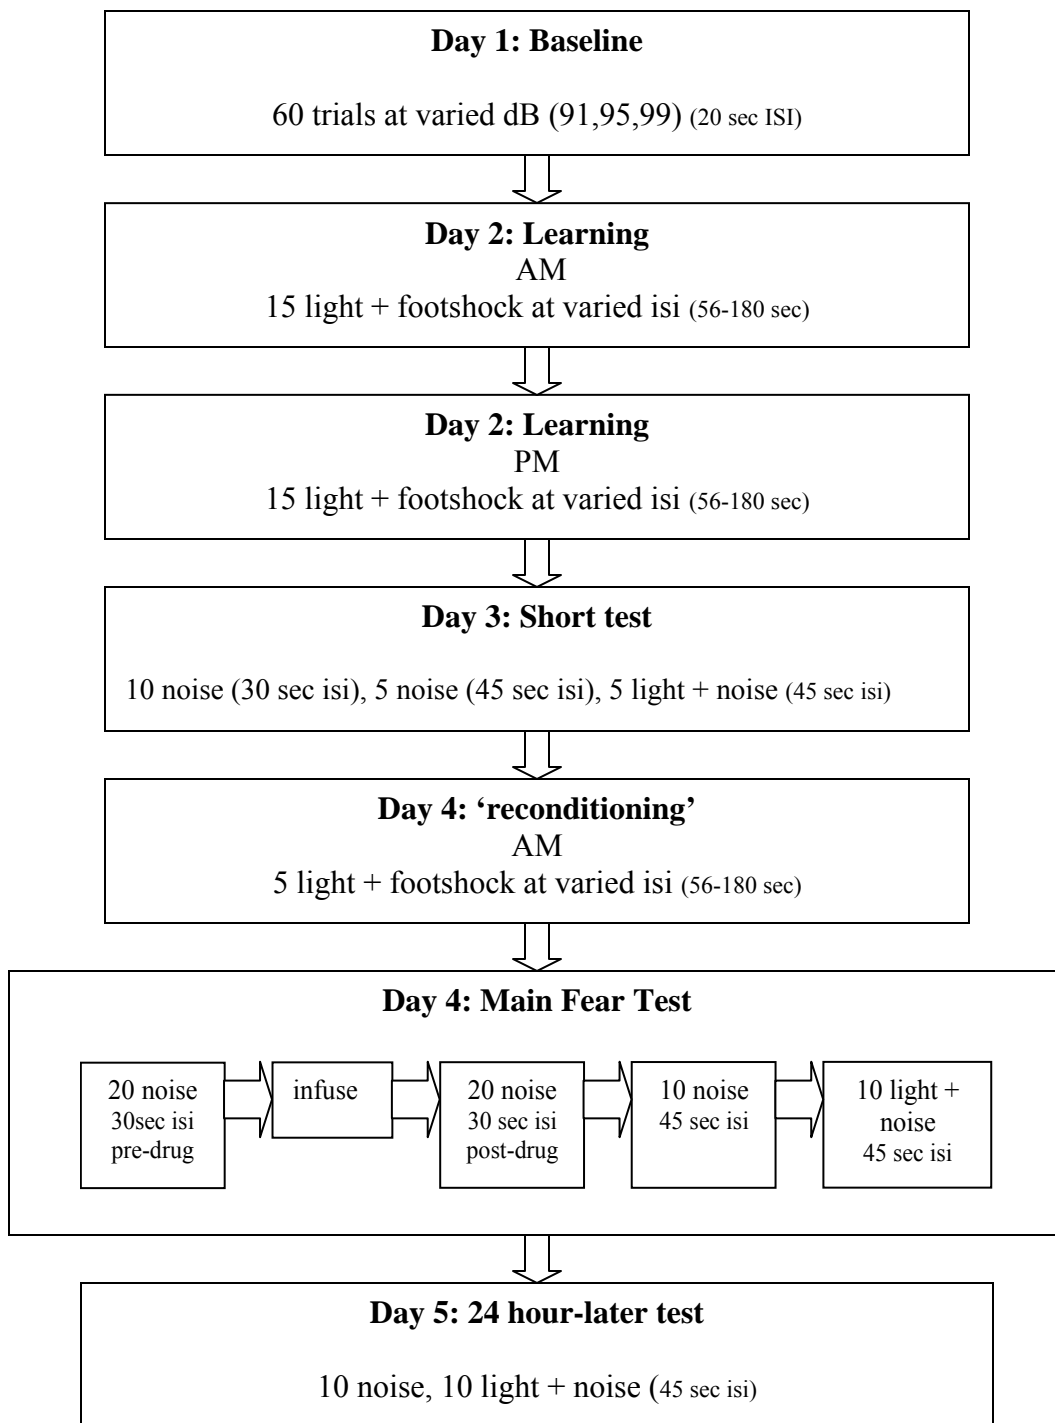 Day 1: Baseline
60 trials at varied dB (91,95,99) (20 sec ISI)
Day 2: Learning
AM
15 light + footshock at varied isi (56-180 sec)
Day 2: Learning
PM
15 light + footshock at varied isi (56-180 sec)
Day 3: Short test
10 noise (30 sec isi), 5 noise (45 sec isi), 5 light + noise (45 sec isi)
Day 4: ‘reconditioning’
AM
5 light + footshock at varied isi (56-180 sec)
Day 4: Main Fear Test
20 noise
30sec isi
pre-drug
infuse
20 noise
30 sec isi
post-drug
10 noise
45 sec isi
10 light +
noise
45 sec isi
Day 5: 24 hour-later test
10 noise, 10 light + noise (45 sec isi)